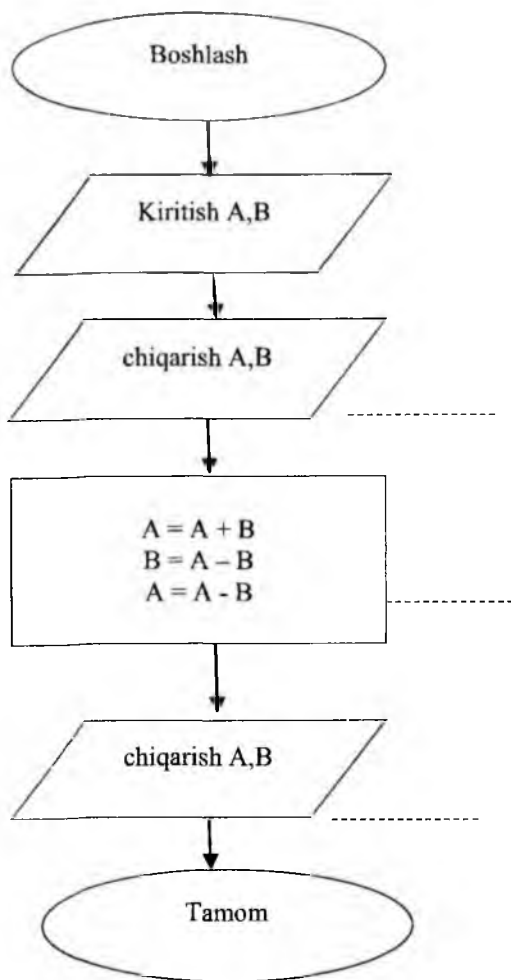 Boshlash
Kiritish A,B
chiqarish A,B
A = A + B
B = A – B
A = A - B
chiqarish A,B
Tamom